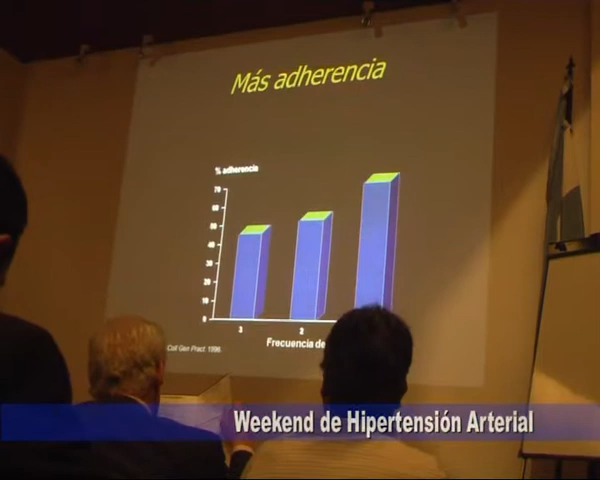 Más adherencia
% adherencia
70
60
50
40
30
20
10
0
3 2
Frecuencia de
Coll Gen Pract. 1996
Weekend de Hipertensión Arterial